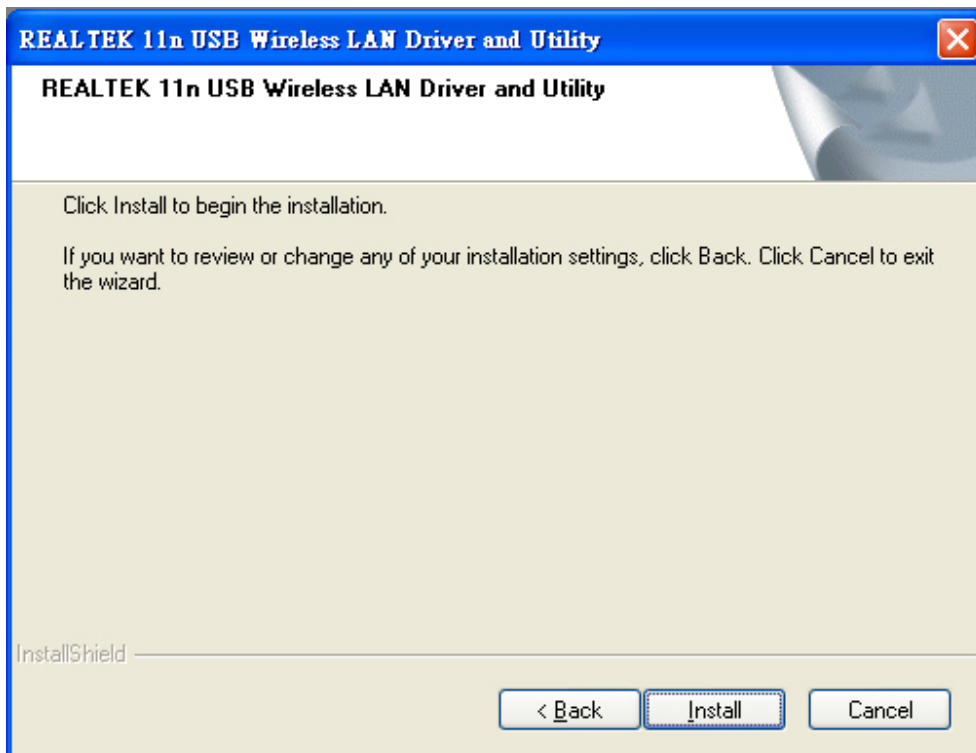 REALTEK 11n USB Wireless LAN Driver and Utility
REALTEK 11n USB Wireless LAN Driver and Utility
Click Install to begin the installation.
If you want to review or change any of your installation settings, click Back. Click Cancel to exit
the wizard.
InstallShield
< Back
Install
Cancel